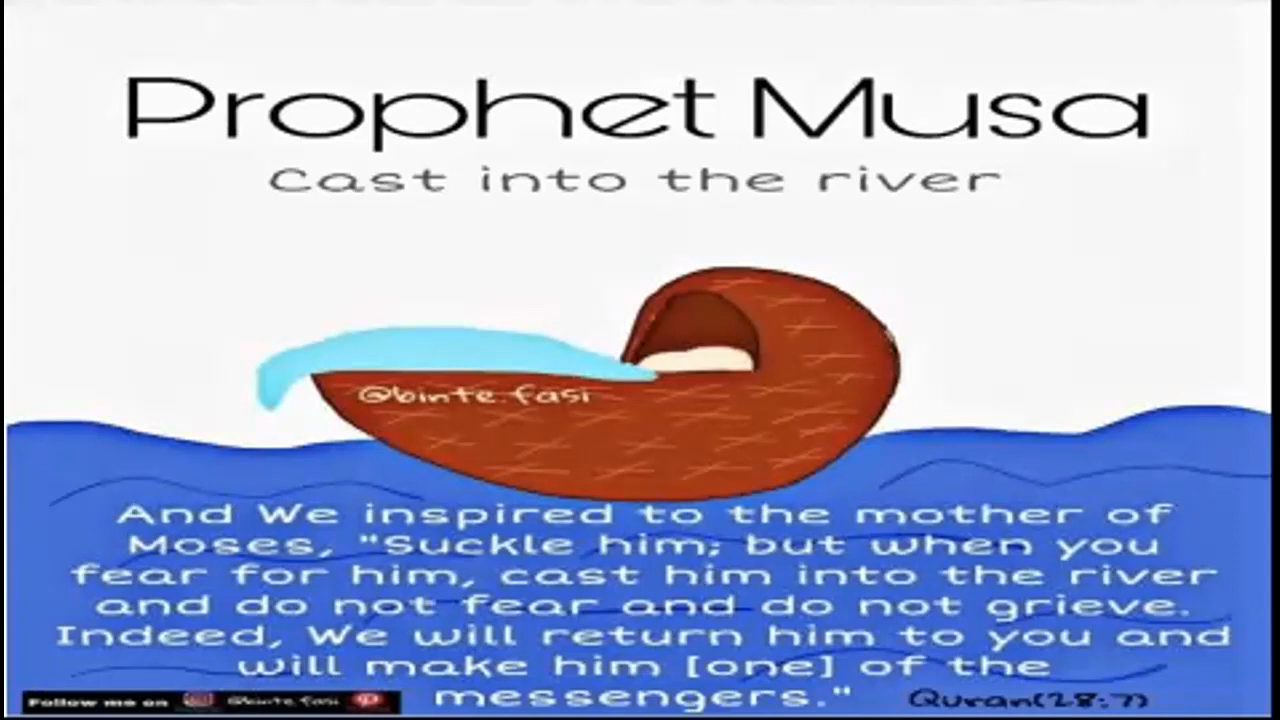 Prophet Musa
Cast into the river
@binte.fasi
And We inspired to the mother of
Moses, "Suckle him; but when you
fear for him, cast him into the river
and do not fear and do not grieve.
Indeed, We will return him to you and
will make him [one] of the
messengers."
Quran(28:7)
Follow me on @binte.fasi